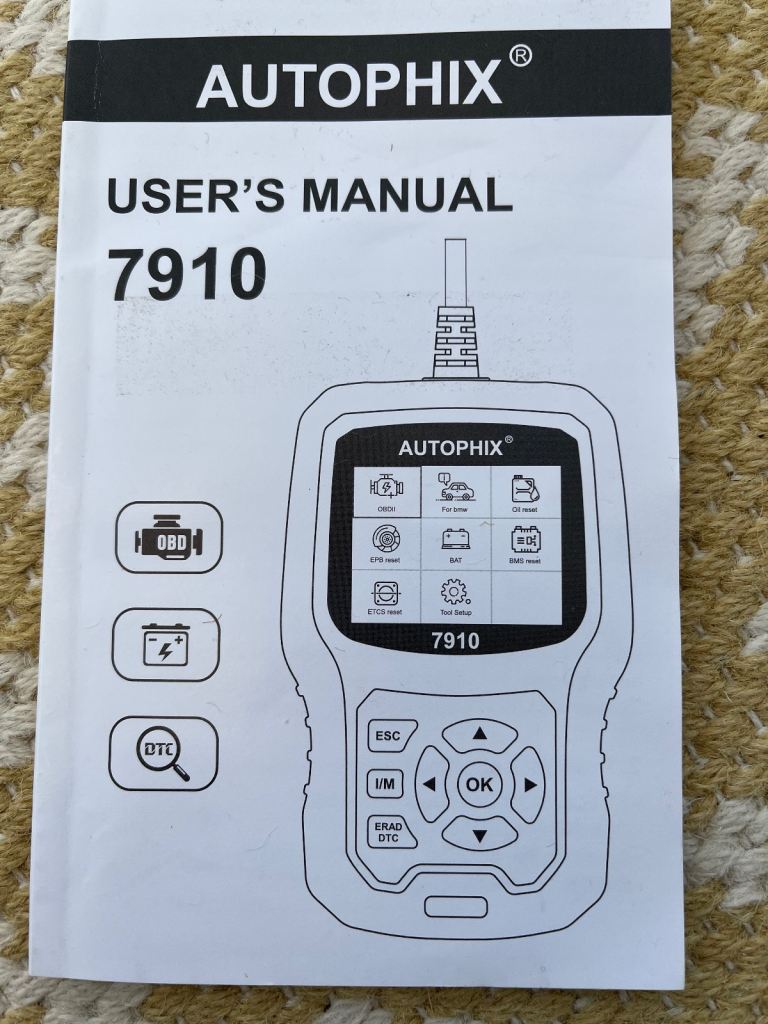 AUTOPHIX®
USER'S MANUAL
7910
AUTOPHIX®
OBDII
For bmw
Oil reset
EPB reset
BAT
BMS reset
ETCS reset
Tool Setup
7910
OBD
DTC
ESC
I/M
ERAD
DTC
OK